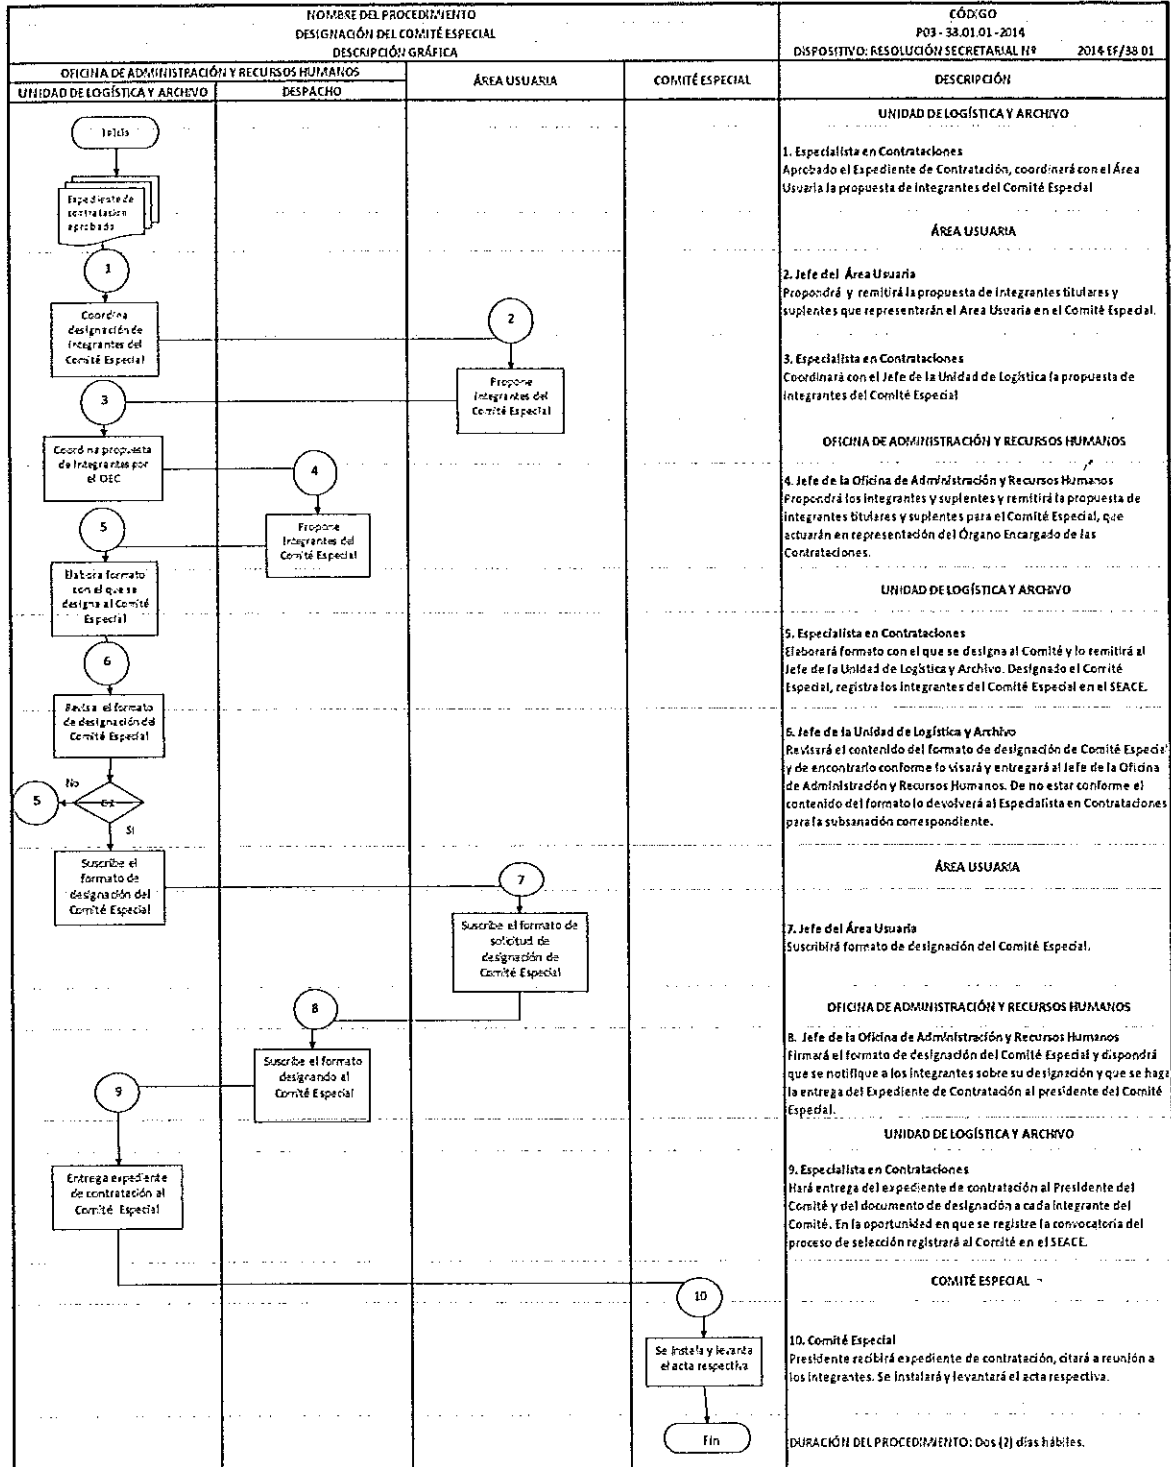 NOMBRE DEL PROCEDIMIENTO
DESIGNACIÓN DEL COMITÉ ESPECIAL
DESCRIPCIÓN GRÁFICA
CÓDIGO
P03 - 38.01.01 - 2014
DISPOSITIVO: RESOLUCIÓN SECRETARIAL Nº 2014 EF/38 01
OFICINA DE ADMINISTRACIÓN Y RECURSOS HUMANOS
UNIDAD DE LOGÍSTICA Y ARCHIVO
DESPACHO
ÁREA USUARIA
COMITÉ ESPECIAL
DESCRIPCIÓN
Inicio
Expediente de
contratación
aprobado
1
Coordina
designación de
integrantes del
Comité Especial
2
Propone
integrantes del
Comité Especial
3
Coordina propuesta
de integrantes por
el OEC
4
Propone
integrantes del
Comité Especial
5
Elabora formato
con el que se
designa al Comité
Especial
6
Revisa el formato
de designación del
Comité Especial
No
5
Si
Suscribe el
formato de
designación del
Comité Especial
7
Suscribe el formato de
solicitud de
designación de
Comité Especial
8
Suscribe el formato
designando al
Comité Especial
9
Entrega expediente
de contratación al
Comité Especial
10
Se instala y levanta
el acta respectiva
Fin
UNIDAD DE LOGÍSTICA Y ARCHIVO
1. Especialista en Contrataciones
Aprobado el Expediente de Contratación, coordinará con el Área
Usuaria la propuesta de integrantes del Comité Especial
ÁREA USUARIA
2. Jefe del Área Usuaria
Propondrá y remitirá la propuesta de integrantes titulares y
suplentes que representarán el Area Usuaria en el Comité Especial.
3. Especialista en Contrataciones
Coordinará con el Jefe de la Unidad de Logística la propuesta de
integrantes del Comité Especial
OFICINA DE ADMINISTRACIÓN Y RECURSOS HUMANOS
4. Jefe de la Oficina de Administración y Recursos Humanos
Propondrá los integrantes y suplentes y remitirá la propuesta de
integrantes titulares y suplentes para el Comité Especial, que
actuarán en representación del Órgano Encargado de las
Contrataciones.
UNIDAD DE LOGÍSTICA Y ARCHIVO
5. Especialista en Contrataciones
Elaborará formato con el que se designa al Comité y lo remitirá al
Jefe de la Unidad de Logística y Archivo. Designado el Comité
Especial, registra los integrantes del Comité Especial en el SEACE.
6. Jefe de la Unidad de Logística y Archivo
Revisará el contenido del formato de designación de Comité Especial
y de encontrarlo conforme lo visará y entregará al Jefe de la Oficina
de Administración y Recursos Humanos. De no estar conforme el
contenido del formato lo devolverá al Especialista en Contrataciones
para la subsanación correspondiente.
ÁREA USUARIA
7. Jefe del Área Usuaria
Suscribirá formato de designación del Comité Especial.
OFICINA DE ADMINISTRACIÓN Y RECURSOS HUMANOS
8. Jefe de la Oficina de Administración y Recursos Humanos
Firmará el formato de designación del Comité Especial y dispondrá
que se notifique a los integrantes sobre su designación y que se haga
la entrega del Expediente de Contratación al presidente del Comité
Especial.
UNIDAD DE LOGÍSTICA Y ARCHIVO
9. Especialista en Contrataciones
Hará entrega del expediente de contratación al Presidente del
Comité y del documento de designación a cada integrante del
Comité. En la oportunidad en que se registre la convocatoria del
proceso de selección registrará al Comité en el SEACE.
COMITÉ ESPECIAL
10. Comité Especial
Presidente recibirá expediente de contratación, citará a reunión a
los integrantes. Se instalará y levantará el acta respectiva.
DURACIÓN DEL PROCEDIMIENTO: Dos (2) días hábiles.